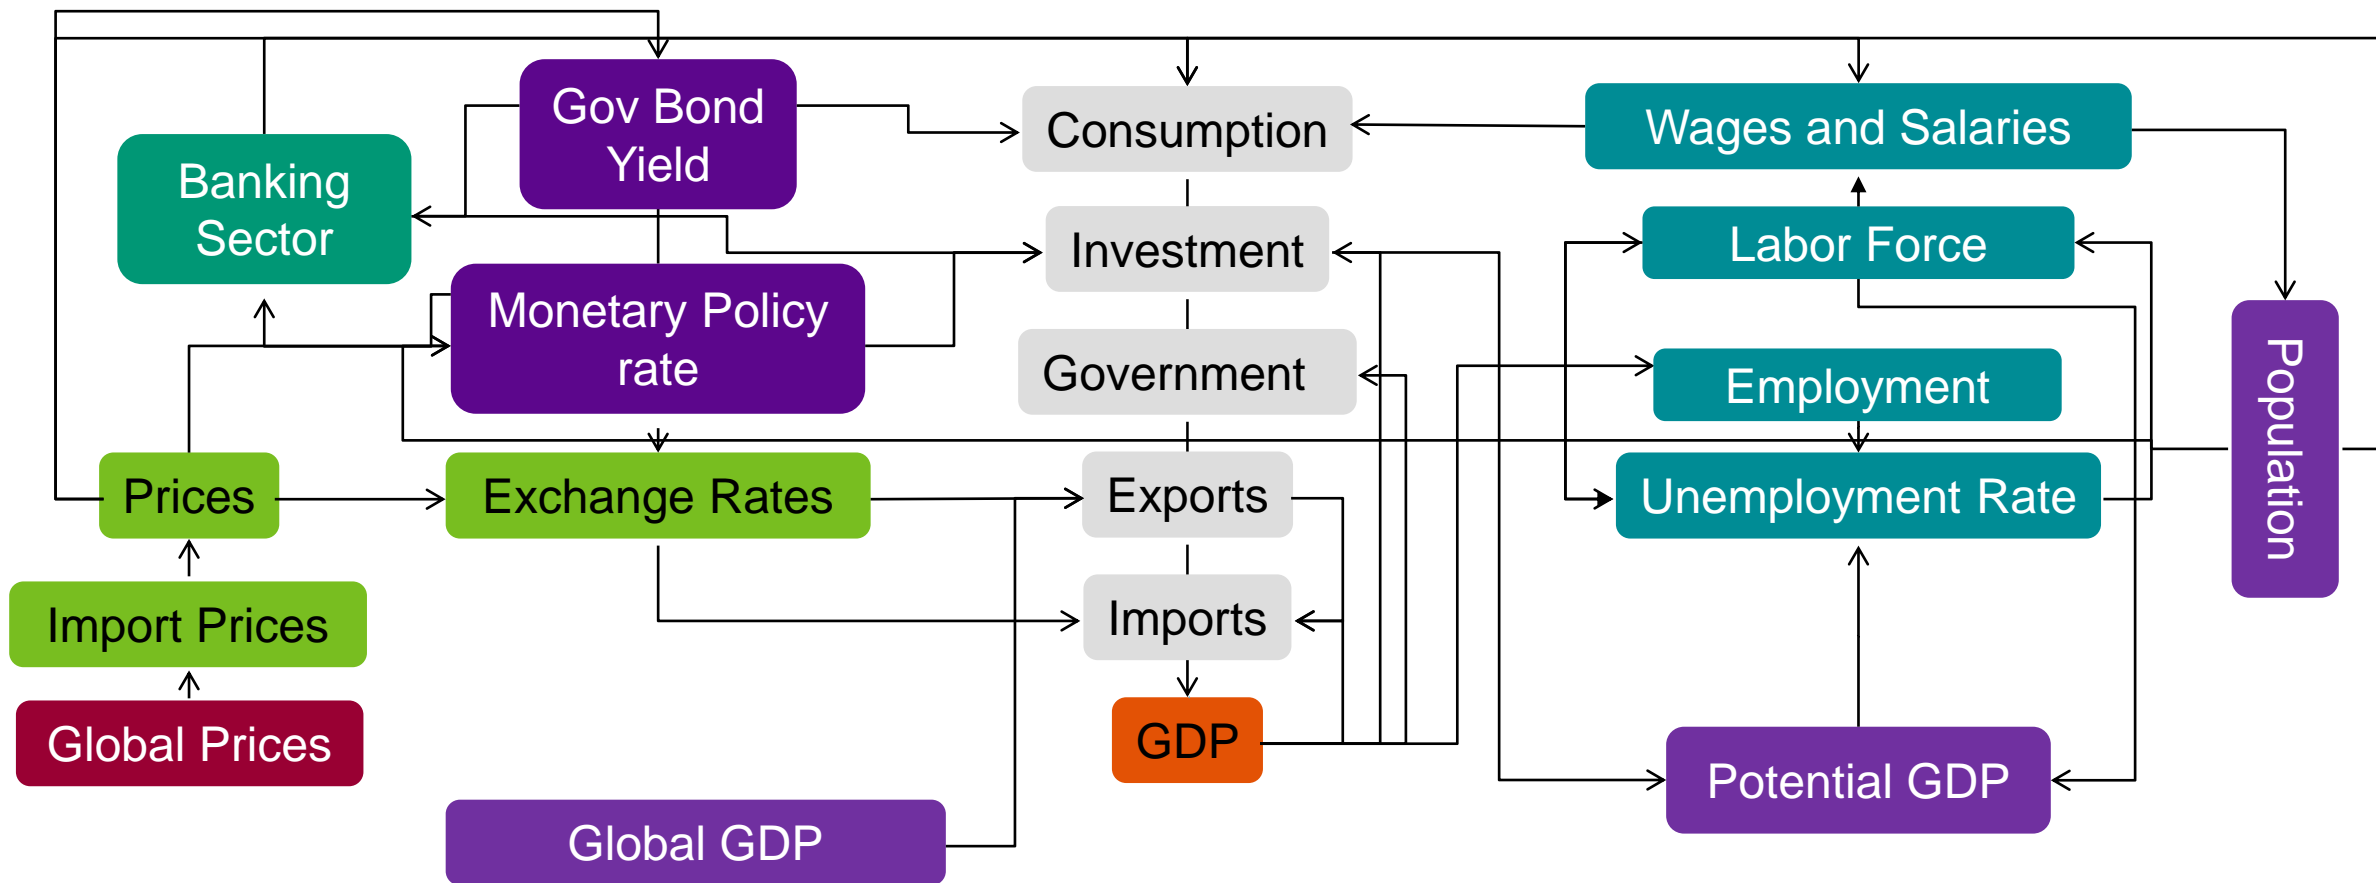 Gov Bond
Yield
Consumption
Wages and Salaries
Banking
Sector
Investment
Labor Force
Monetary Policy
rate
Government
Employment
Population
Prices
Exchange Rates
Exports
Unemployment Rate
Import Prices
Imports
Global Prices
GDP
Potential GDP
Global GDP